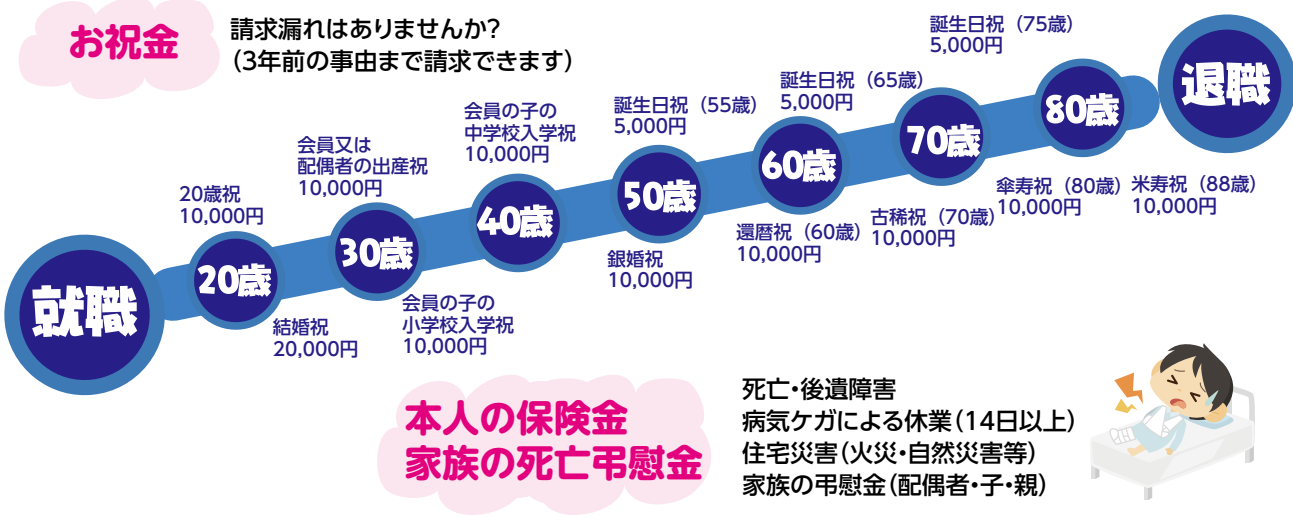 お祝金
請求漏れはありませんか?
(3年前の事由まで請求できます)
就職
20歳
30歳
40歳
50歳
60歳
70歳
80歳
退職
20歳祝
10,000円
結婚祝
20,000円
会員又は
配偶者の出産祝
10,000円
会員の子の
小学校入学祝
10,000円
会員の子の
中学校入学祝
10,000円
誕生日祝(55歳)
5,000円
銀婚祝
10,000円
誕生日祝(65歳)
5,000円
還暦祝(60歳)
10,000円
古稀祝(70歳)
10,000円
誕生日祝(75歳)
5,000円
傘寿祝(80歳)
10,000円
米寿祝(88歳)
10,000円
本人の保険金
家族の死亡弔慰金
死亡・後遺障害
病気ケガによる休業(14日以上)
住宅災害(火災・自然災害等)
家族の弔慰金(配偶者・子・親)